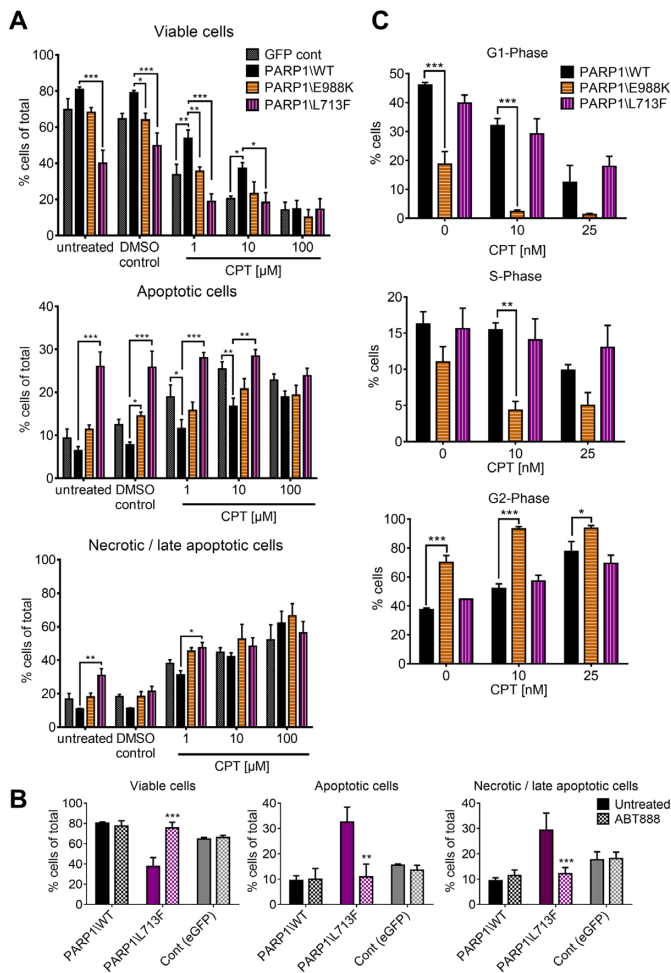 A
Viable cells
GFP cont
PARP1\WT
PARP1\E988K
PARP1\L713F
% cells of total
100
80
60
40
20
0
***
*
***
**
**
***
*
*
untreated
DMSO
control
1
10
100
CPT [µM]
Apoptotic cells
% cells of total
40
30
20
10
0
***
*
***
*
***
**
**
untreated
DMSO
control
1
10
100
CPT [µM]
Necrotic / late apoptotic cells
% cells of total
100
80
60
40
20
0
**
*
untreated
DMSO
control
1
10
100
CPT [µM]
C
G1-Phase
PARP1\WT
PARP1\E988K
PARP1\L713F
% cells
50
40
30
20
10
0
***
***
0
10
25
CPT [nM]
S-Phase
% cells
25
20
15
10
5
0
**
0
10
25
CPT [nM]
G2-Phase
% cells
100
80
60
40
20
0
***
***
*
0
10
25
CPT [nM]
B
Viable cells
% cells of total
100
80
60
40
20
0
***
PARP1\WT
PARP1\L713F
Cont (eGFP)
Apoptotic cells
% cells of total
40
30
20
10
0
**
PARP1\WT
PARP1\L713F
Cont (eGFP)
Necrotic / late apoptotic cells
% cells of total
40
30
20
10
0
***
Untreated
ABT888
PARP1\WT
PARP1\L713F
Cont (eGFP)